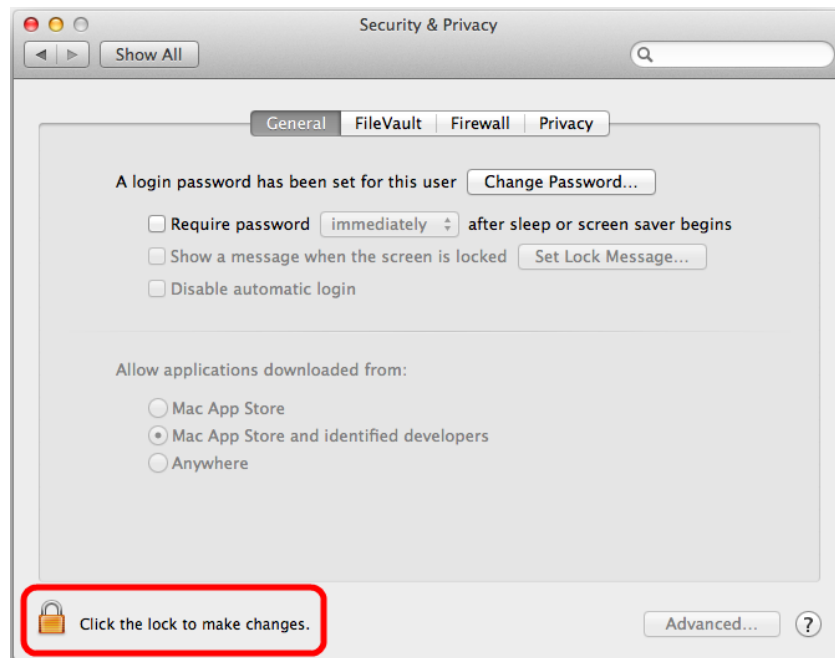 Security & Privacy
Show All
General FileVault Firewall Privacy
A login password has been set for this user Change Password...
Require password immediately after sleep or screen saver begins
Show a message when the screen is locked Set Lock Message...
Disable automatic login
Allow applications downloaded from:
Mac App Store
Mac App Store and identified developers
Anywhere
Click the lock to make changes. Advanced... ?